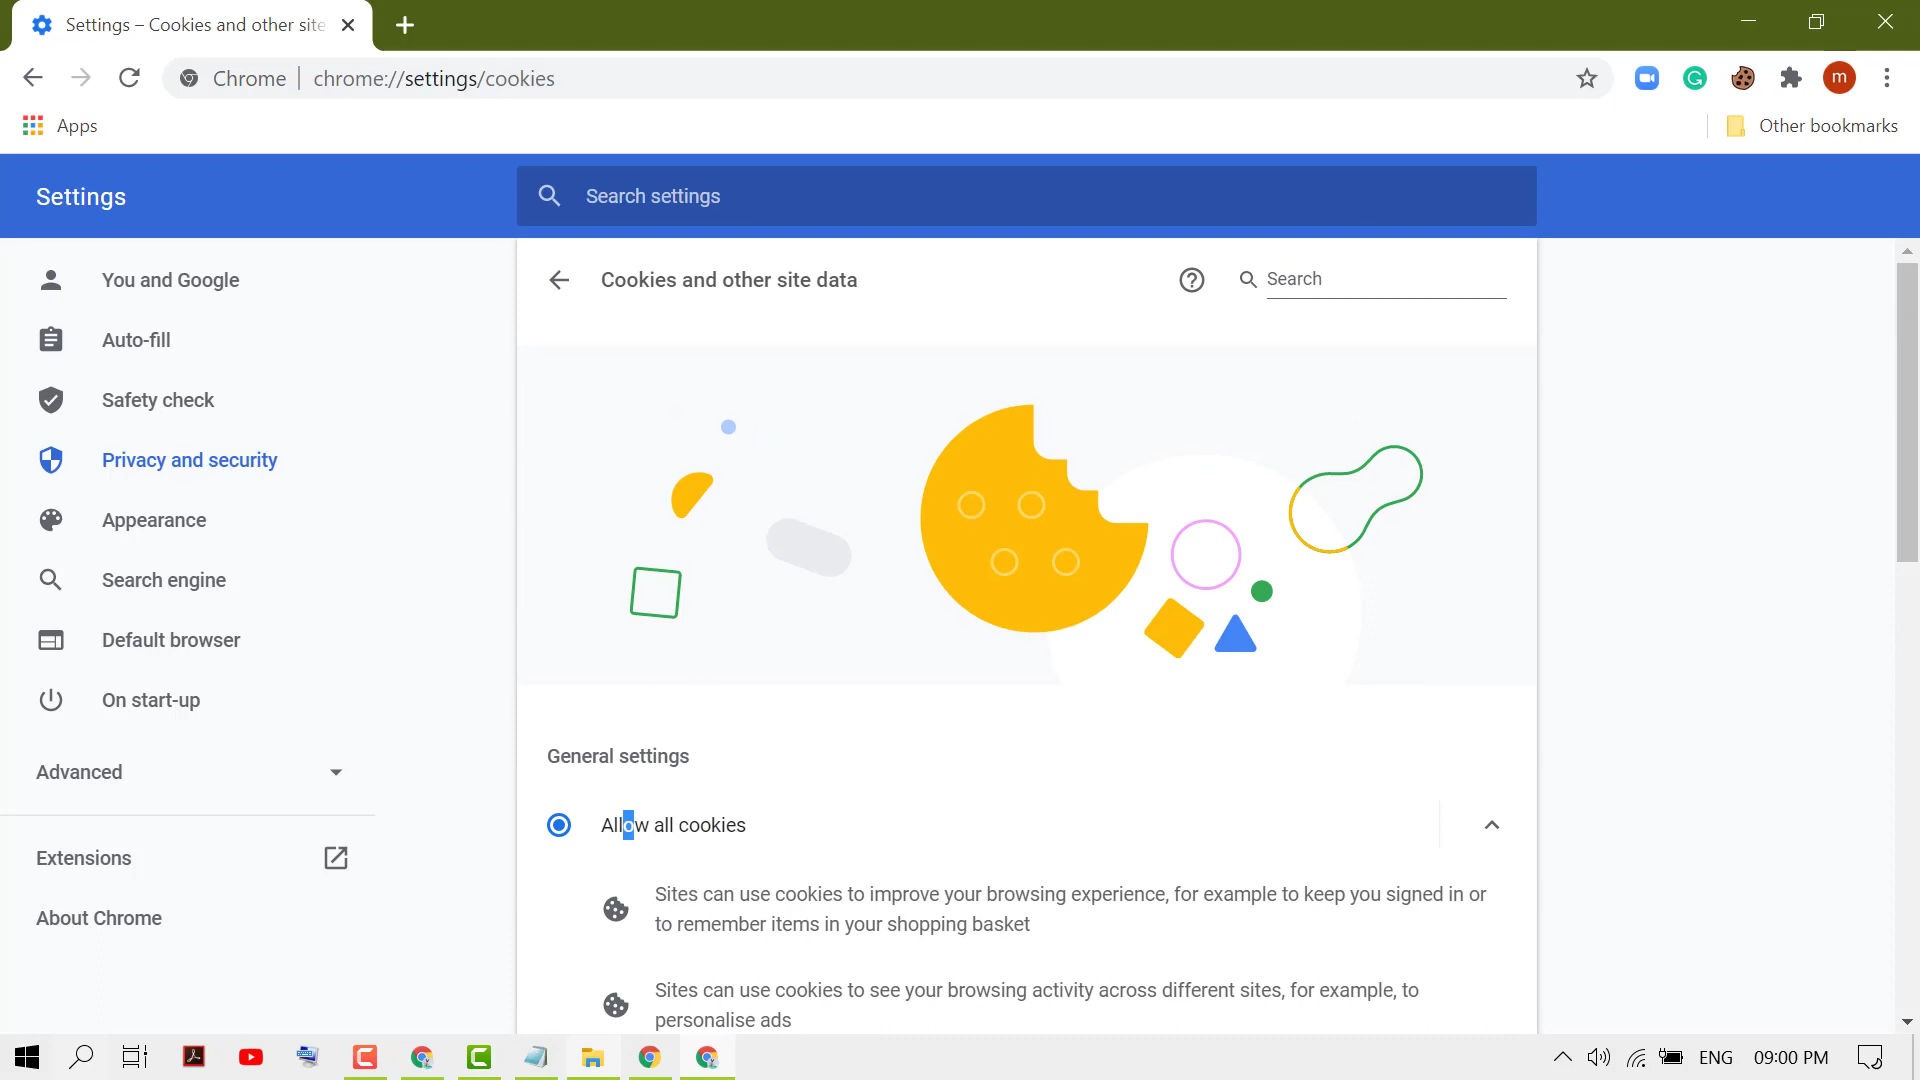 Settings – Cookies and other site
Chrome | chrome://settings/cookies
m
Apps
Other bookmarks
Settings
Search settings
You and Google
Auto-fill
Safety check
Privacy and security
Appearance
Search engine
Default browser
On start-up
Advanced
Extensions
About Chrome
Cookies and other site data
Search
General settings
Allow all cookies
Sites can use cookies to improve your browsing experience, for example to keep you signed in or
to remember items in your shopping basket
Sites can use cookies to see your browsing activity across different sites, for example, to
personalise ads
ENG
09:00 PM